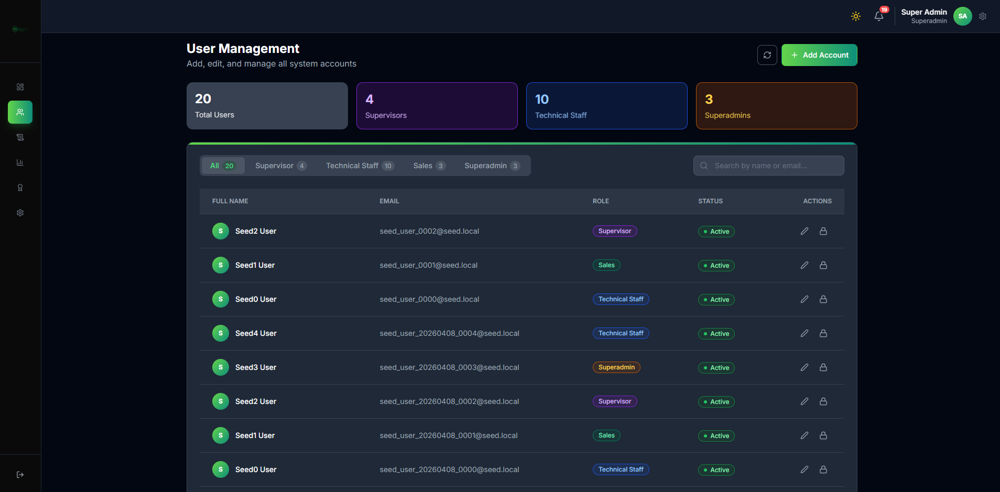 19
Super Admin
Superadmin
SA
User Management
Add, edit, and manage all system accounts
Add Account
20
Total Users
4
Supervisors
10
Technical Staff
3
Superadmins
All 20 Supervisor 4 Technical Staff 10 Sales 3 Superadmin 3
Search by name or email...
FULL NAME EMAIL ROLE STATUS ACTIONS
S Seed2 User seed_user_0002@seed.local Supervisor Active
S Seed1 User seed_user_0001@seed.local Sales Active
S Seed0 User seed_user_0000@seed.local Technical Staff Active
S Seed4 User seed_user_20260408_0004@seed.local Technical Staff Active
S Seed3 User seed_user_20260408_0003@seed.local Superadmin Active
S Seed2 User seed_user_20260408_0002@seed.local Supervisor Active
S Seed1 User seed_user_20260408_0001@seed.local Sales Active
S Seed0 User seed_user_20260408_0000@seed.local Technical Staff Active